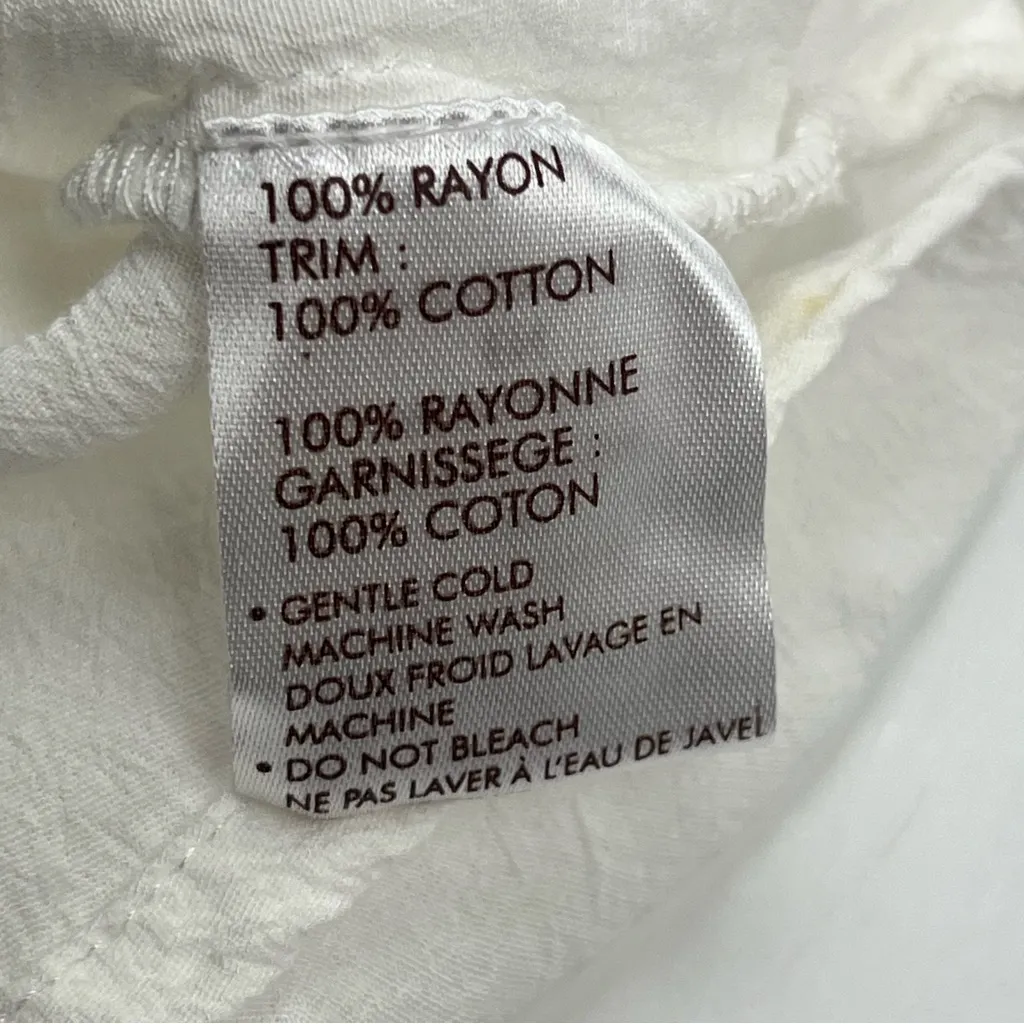 100% RAYON
TRIM :
100% COTTON
100% RAYONNE
GARNISSEGE :
100% COTON
• GENTLE COLD
MACHINE WASH
DOUX FROID LAVAGE EN
MACHINE
• DO NOT BLEACH
NE PAS LAVER À L'EAU DE JAVEL